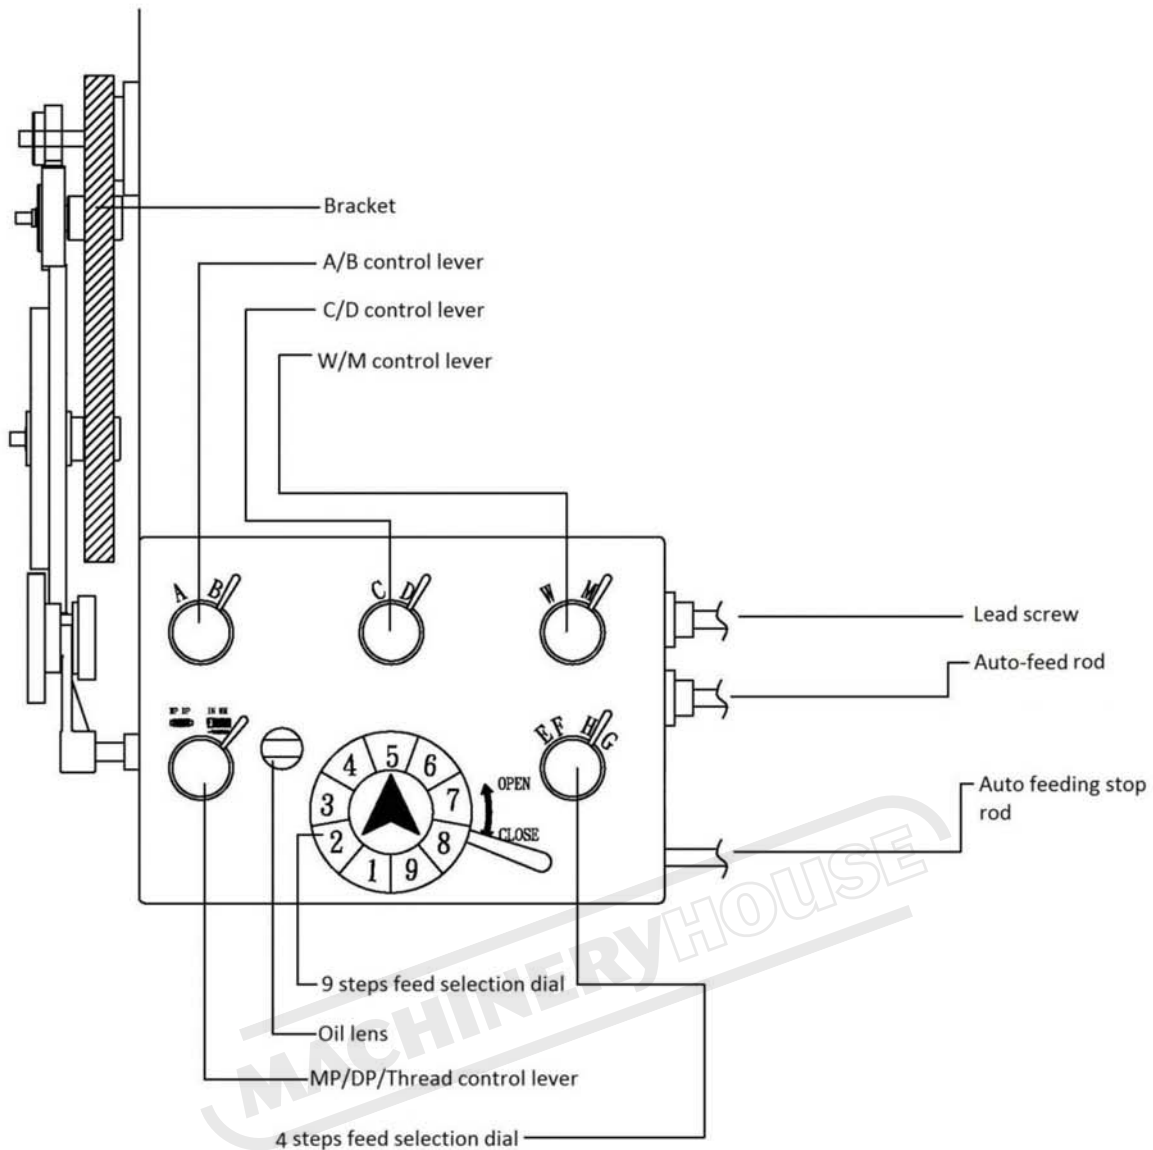 Bracket
A/B control lever
C/D control lever
W/M control lever
A B
C D
W M
Lead screw
Auto-feed rod
MP DP
E F H G
1 2 3 4 5 6 7 8 9
OPEN
CLOSE
Auto feeding stop
rod
9 steps feed selection dial
Oil lens
MP/DP/Thread control lever
4 steps feed selection dial
MACHINERYHOUSE